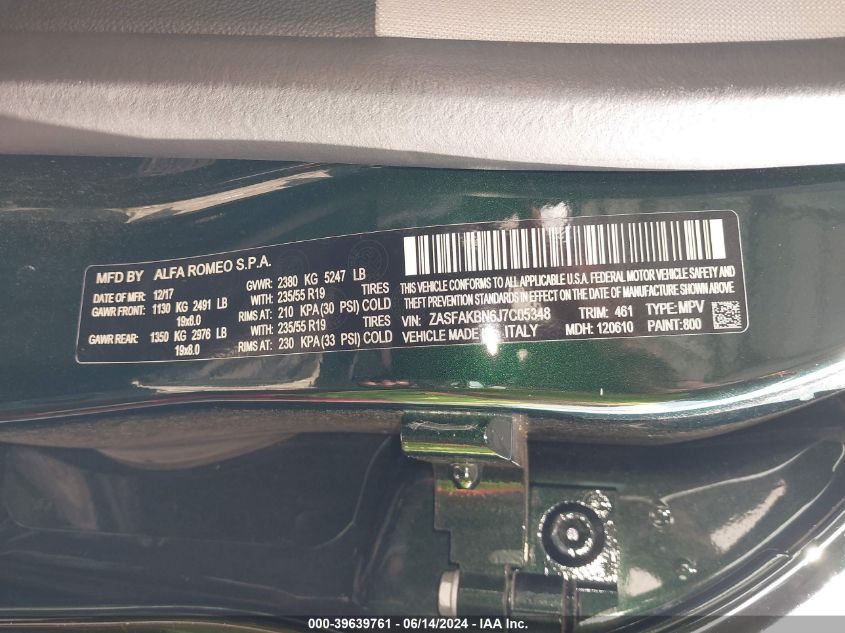 MFD BY ALFA ROMEO S.P.A.
DATE OF MFR: 12/17 GVWR: 2380 KG 5247 LB
GAWR FRONT: 1130 KG 2491 LB WITH: 235/55 R19 TIRES
19x8.0 RIMS AT: 210 KPA(30 PSI) COLD
WITH: 235/55 R19 TIRES
GAWR REAR: 1350 KG 2976 LB RIMS AT: 230 KPA(33 PSI) COLD
19x8.0
THIS VEHICLE CONFORMS TO ALL APPLICABLE U.S.A. FEDERAL MOTOR VEHICLE SAFETY AND
THEFT PREVENTION STANDARDS IN EFFECT ON THE DATE OF MANUFACTURE SHOWN ABOVE
VIN: ZASFAKBN6J7C05348 TRIM: 461 TYPE: MPV
VEHICLE MADE IN: ITALY MDH: 120610 PAINT: 800
000-39639761 - 06/14/2024 - IAA Inc.